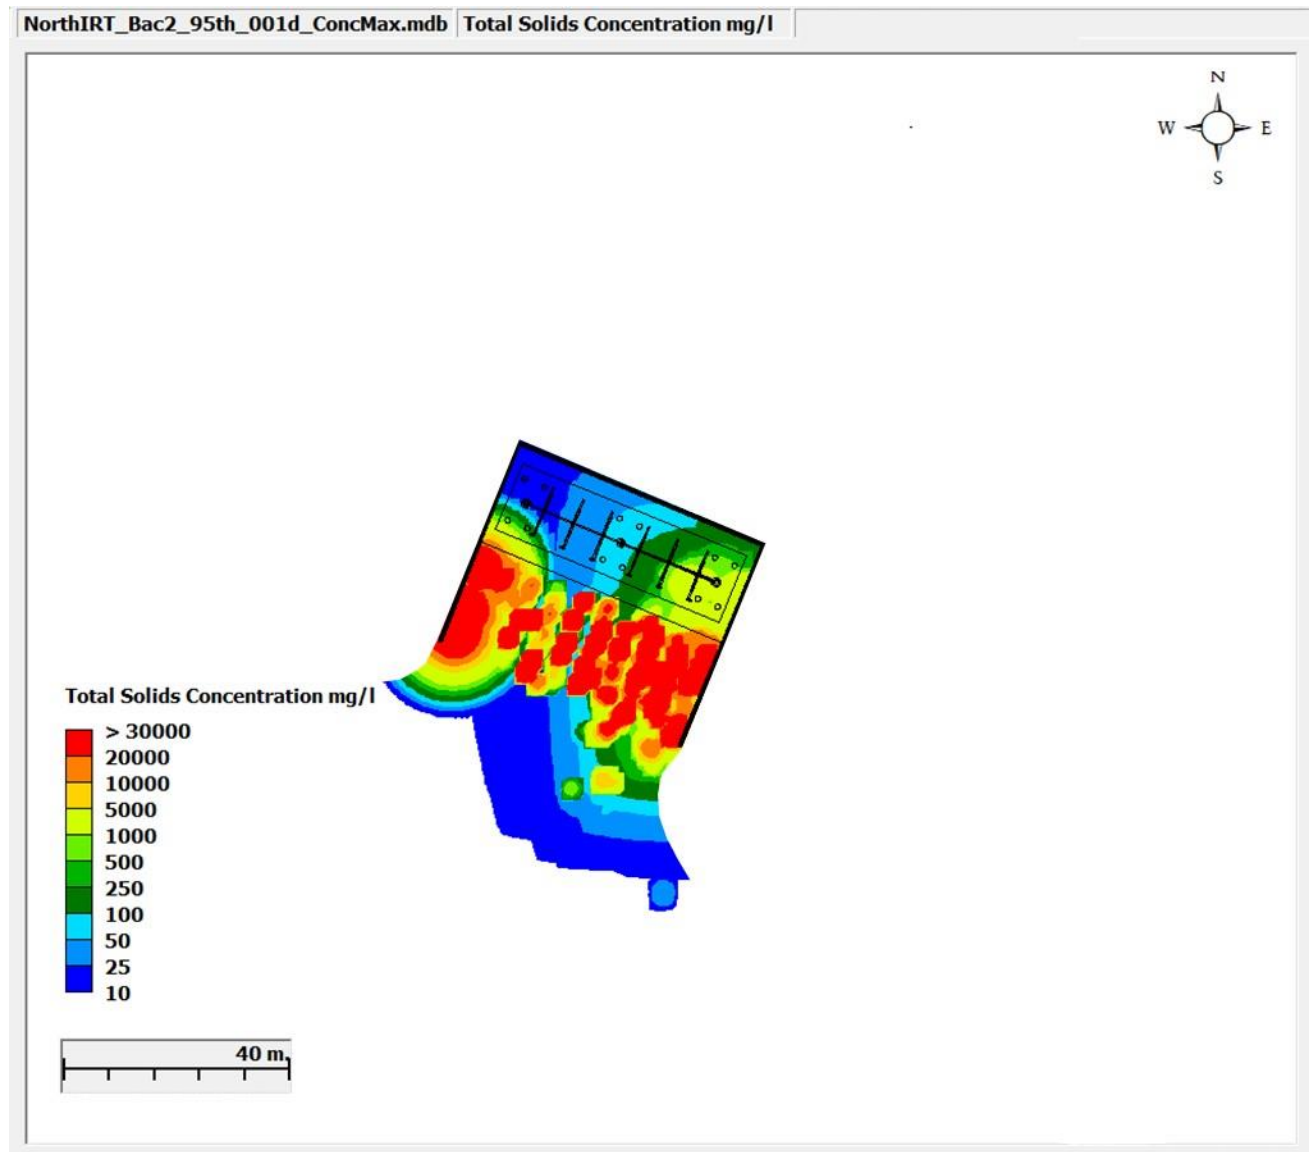 NorthIRT_Bac2_95th_001d_ConcMax.mdb Total Solids Concentration mg/l
N
W E
S
Total Solids Concentration mg/l
> 30000
20000
10000
5000
1000
500
250
100
50
25
10
40 m.